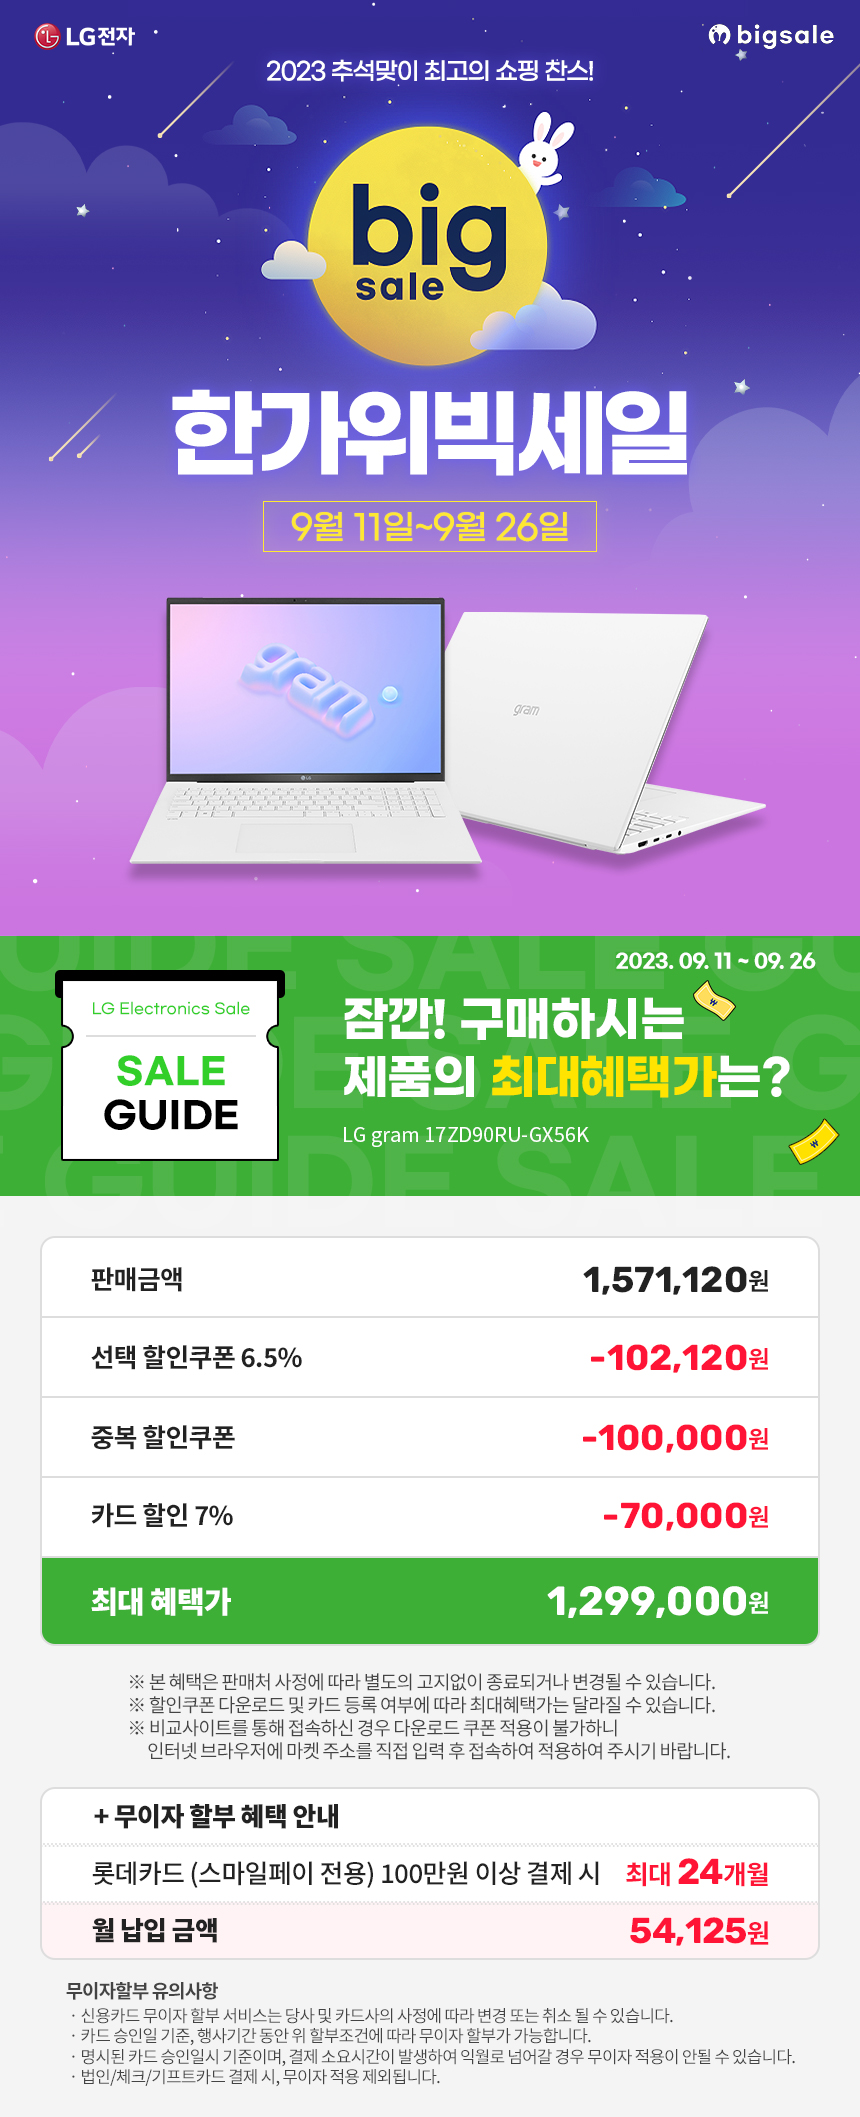 LG전자
bigsale
2023 추석맞이 최고의 쇼핑 찬스!
big
sale
한가위빅세일
9월 11일~9월 26일
gram
LG
gram
2023. 09. 11 ~ 09. 26
LG Electronics Sale
SALE
GUIDE
잠깐! 구매하시는
제품의 최대혜택가는?
LG gram 17ZD90RU-GX56K
판매금액 1,571,120원
선택 할인쿠폰 6.5% -102,120원
중복 할인쿠폰 -100,000원
카드 할인 7% -70,000원
최대 혜택가 1,299,000원
※ 본 혜택은 판매처 사정에 따라 별도의 고지없이 종료되거나 변경될 수 있습니다.
※ 할인쿠폰 다운로드 및 카드 등록 여부에 따라 최대혜택가는 달라질 수 있습니다.
※ 비교사이트를 통해 접속하신 경우 다운로드 쿠폰 적용이 불가하니
인터넷 브라우저에 마켓 주소를 직접 입력 후 접속하여 적용하여 주시기 바랍니다.
+ 무이자 할부 혜택 안내
롯데카드 (스마일페이 전용) 100만원 이상 결제 시 최대 24개월
월 납입 금액 54,125원
무이자할부 유의사항
· 신용카드 무이자 할부 서비스는 당사 및 카드사의 사정에 따라 변경 또는 취소 될 수 있습니다.
· 카드 승인일 기준, 행사기간 동안 위 할부조건에 따라 무이자 할부가 가능합니다.
· 명시된 카드 승인일시 기준이며, 결제 소요시간이 발생하여 익월로 넘어갈 경우 무이자 적용이 안될 수 있습니다.
· 법인/체크/기프트카드 결제 시, 무이자 적용 제외됩니다.